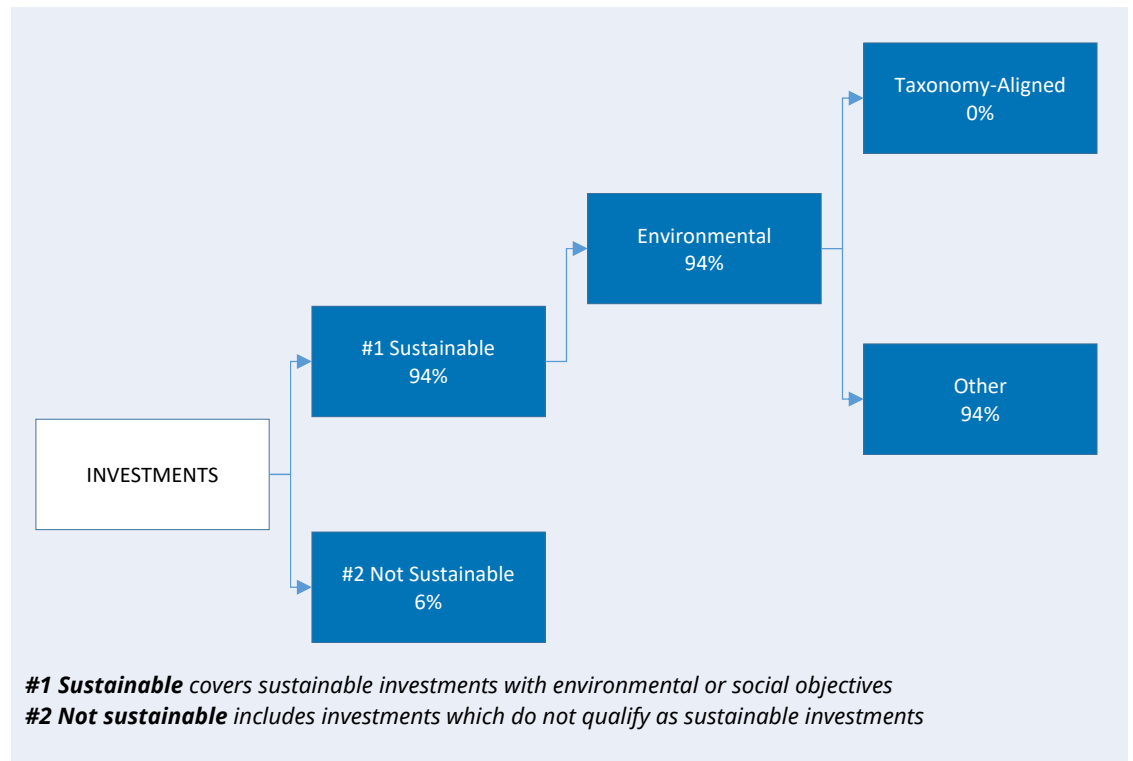 Taxonomy-Aligned
0%
Environmental
94%
#1 Sustainable
94%
Other
94%
INVESTMENTS
#2 Not Sustainable
6%
#1 Sustainable covers sustainable investments with environmental or social objectives
#2 Not sustainable includes investments which do not qualify as sustainable investments